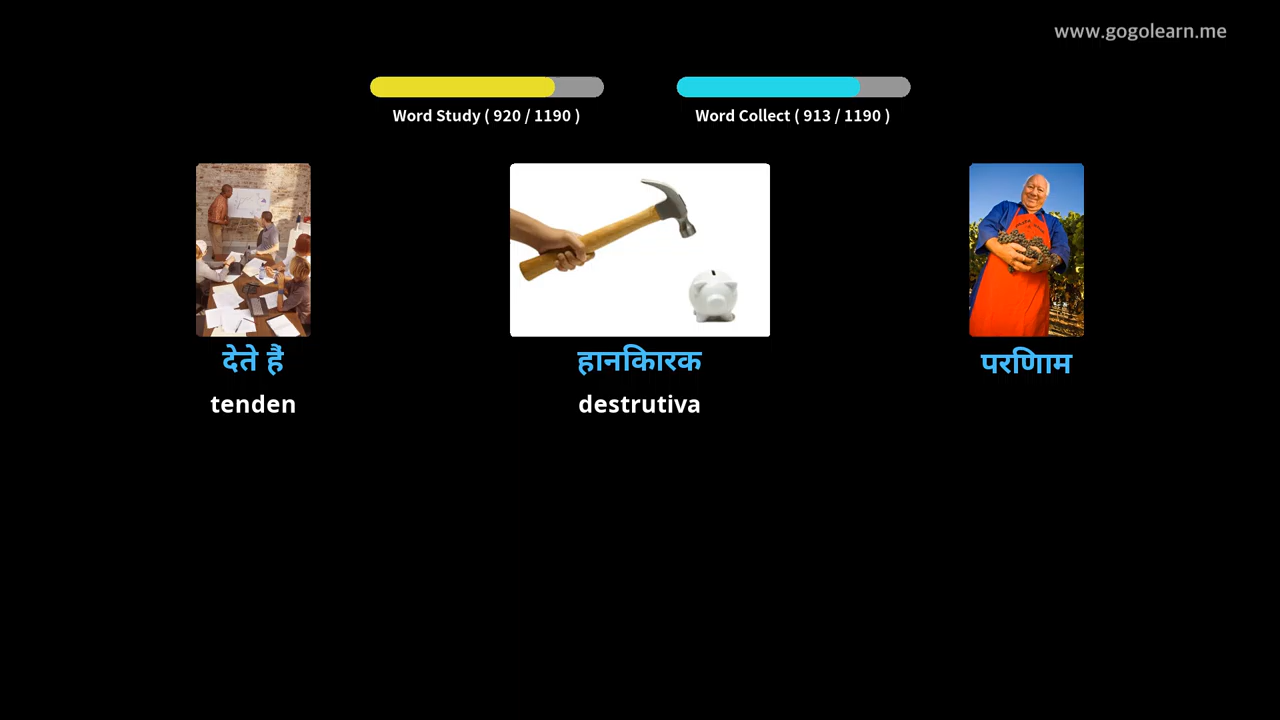 www.gogolearn.me
Word Study ( 920 / 1190 )
Word Collect ( 913 / 1190 )
देते हैं
हानिकारक
परिणाम
tenden
destrutiva